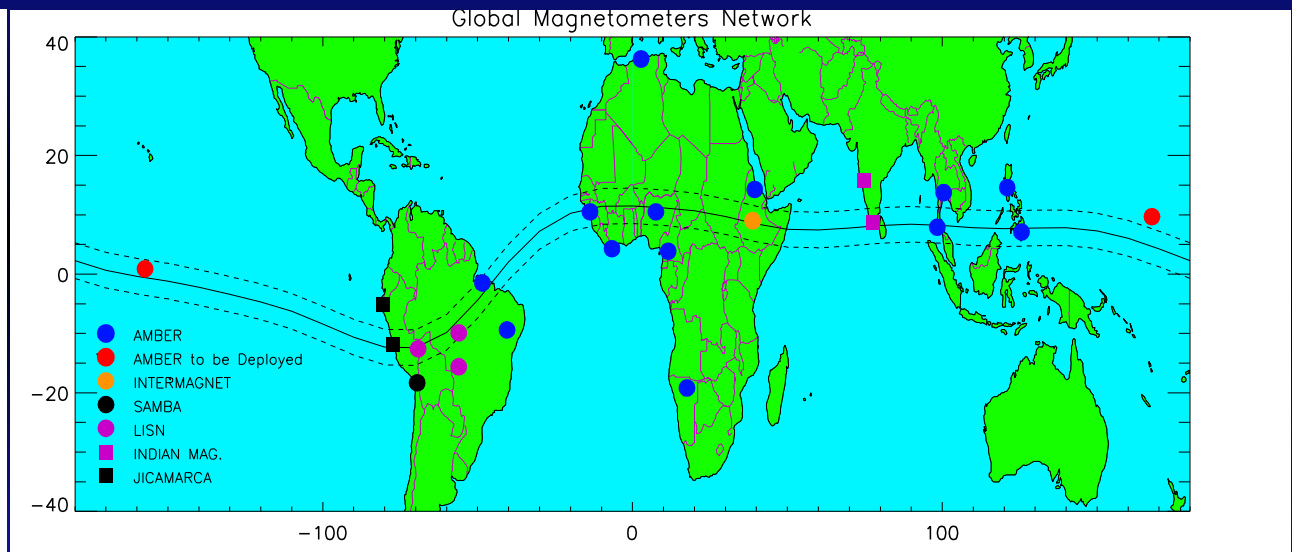 Global Magnetometers Network
40
20
0
−20
−40
AMBER
AMBER to be Deployed
INTERMAGNET
SAMBA
LISN
INDIAN MAG.
JICAMARCA
−100
0
100